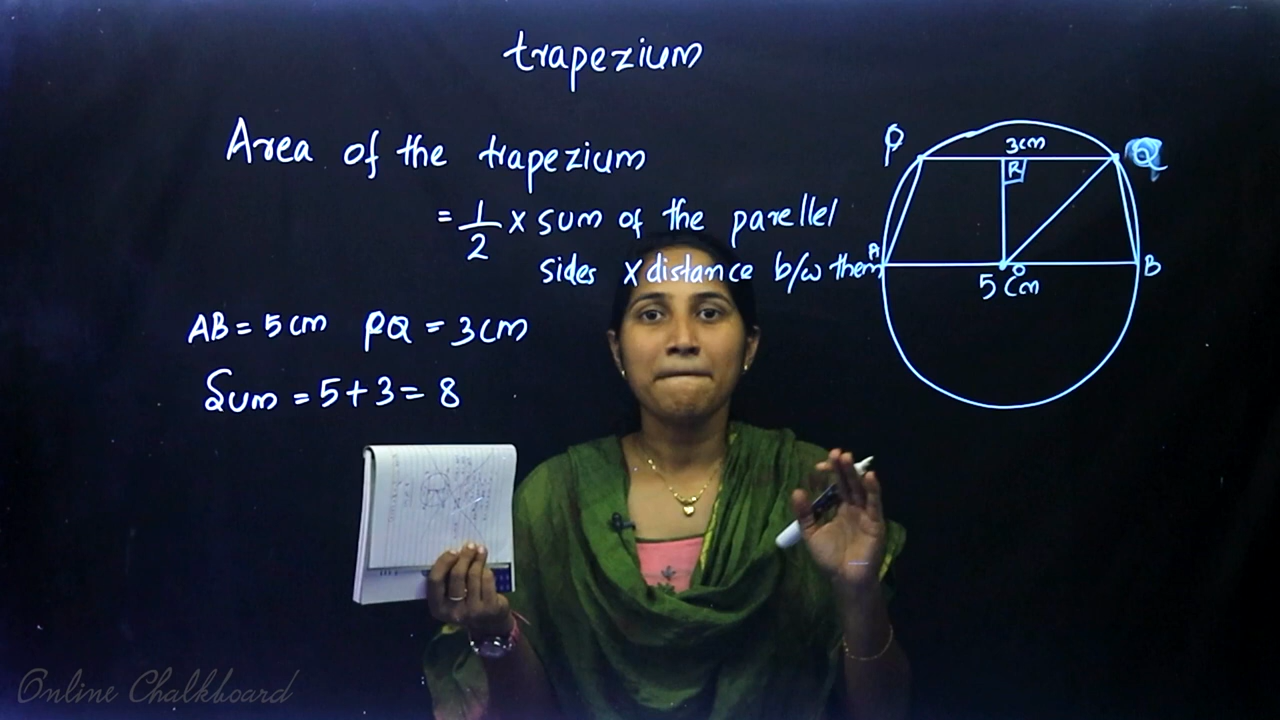 trapezium
Area of the trapezium
= 1/2 x sum of the parellel
sides x distance b/w them
AB = 5cm PQ = 3cm
Sum = 5+3 = 8
P 3cm Q
R
A B
O
5 cm
Online Chalkboard